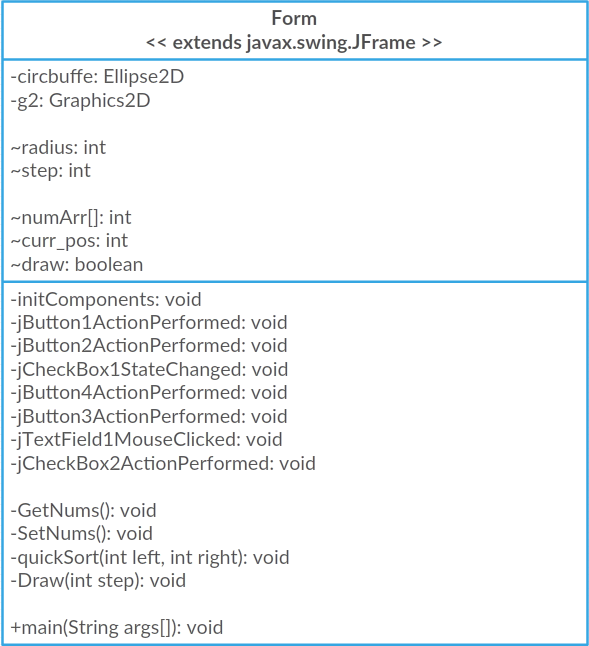 Form
<< extends javax.swing.JFrame >>
-circbuffe: Ellipse2D
-g2: Graphics2D
~radius: int
~step: int
~numArr[]: int
~curr_pos: int
~draw: boolean
-initComponents: void
-jButton1ActionPerformed: void
-jButton2ActionPerformed: void
-jCheckBox1StateChanged: void
-jButton4ActionPerformed: void
-jButton3ActionPerformed: void
-jTextField1MouseClicked: void
-jCheckBox2ActionPerformed: void
-GetNums(): void
-SetNums(): void
-quickSort(int left, int right): void
-Draw(int step): void
+main(String args[]): void